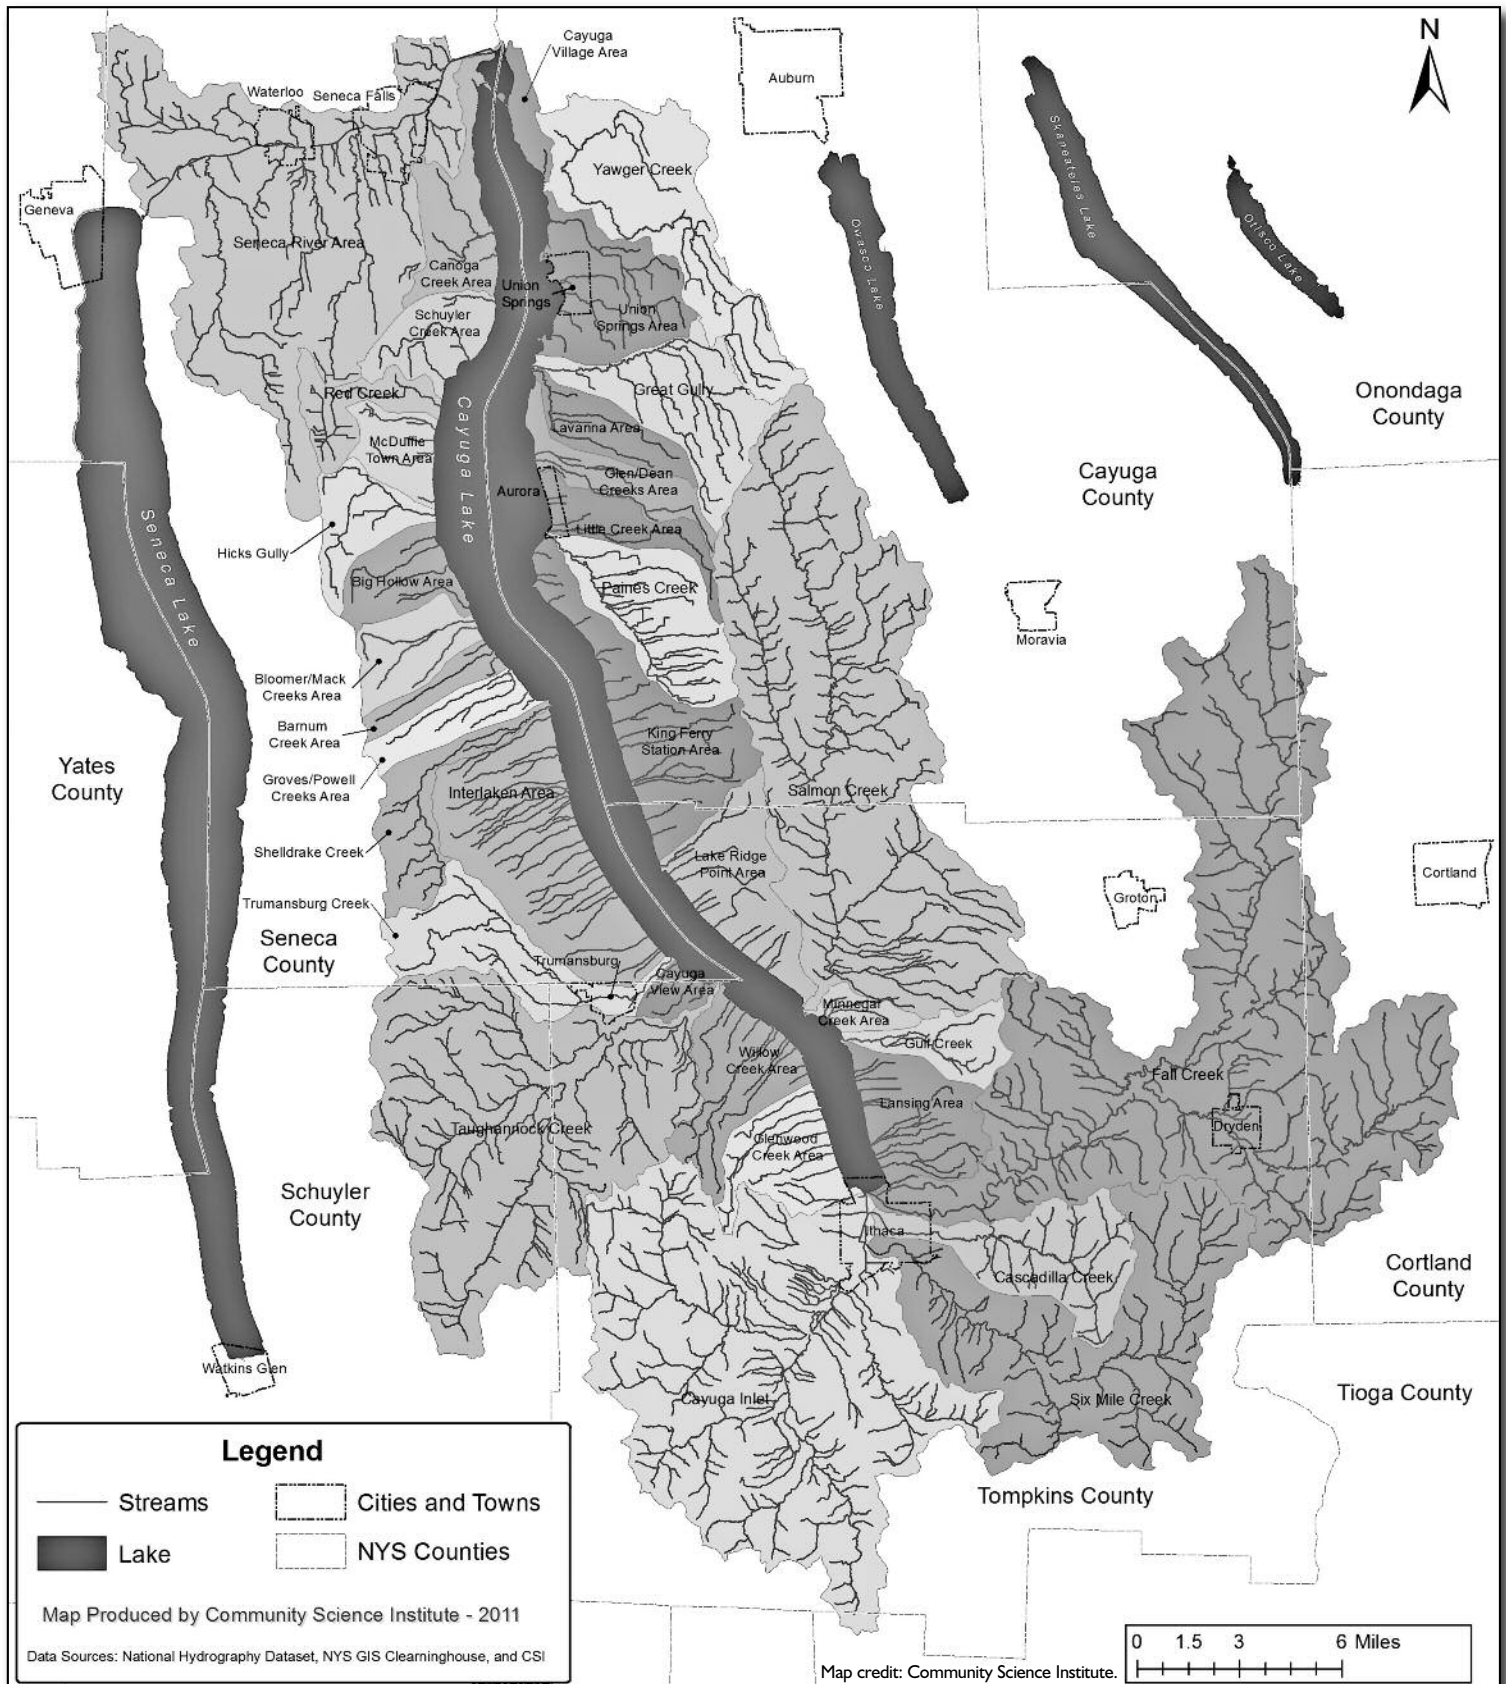 N
Cayuga
Village Area
Auburn
Waterloo
Seneca Falls
Yawger Creek
Skaneateles Lake
Geneva
Otisco Lake
Owasco Lake
Seneca River Area
Canoga
Creek Area
Union
Springs
Union
Springs Area
Schuyler
Creek Area
Onondaga
County
Red Creek
Great Gully
Cayuga Lake
Lavanna Area
McDuffie
Town Area
Glen/Dean
Creeks Area
Cayuga
County
Aurora
Little Creek Area
Seneca Lake
Hicks Gully
Big Hollow Area
Paines Creek
Moravia
Bloomer/Mack
Creeks Area
Barnum
Creek Area
King Ferry
Station Area
Yates
County
Groves/Powell
Creeks Area
Interlaken Area
Salmon Creek
Shelldrake Creek
Lake Ridge
Point Area
Cortland
Groton
Trumansburg Creek
Seneca
County
Trumansburg
Cayuga
View Area
Minnegar
Creek Area
Gulf Creek
Willow
Creek Area
Fall Creek
Lansing Area
Taughannock Creek
Dryden
Glenwood
Creek Area
Schuyler
County
Ithaca
Cascadilla Creek
Cortland
County
Watkins Glen
Cayuga Inlet
Six Mile Creek
Tioga County
Tompkins County
Legend
Streams
Cities and Towns
Lake
NYS Counties
Map Produced by Community Science Institute - 2011
Data Sources: National Hydrography Dataset, NYS GIS Clearninghouse, and CSI
Map credit: Community Science Institute.
0 1.5 3 6 Miles